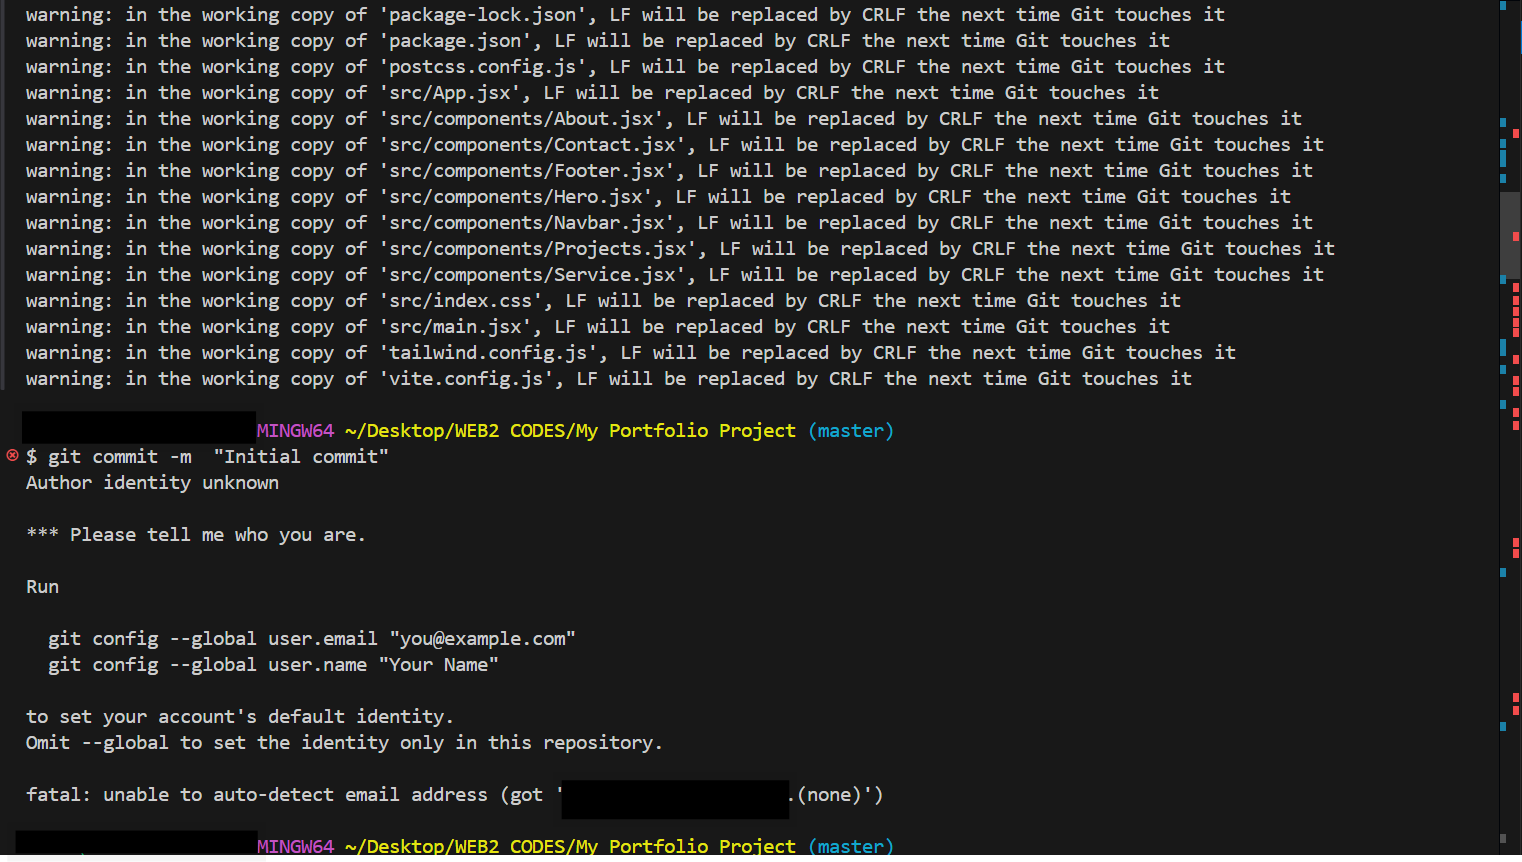 warning: in the working copy of 'package-lock.json', LF will be replaced by CRLF the next time Git touches it
warning: in the working copy of 'package.json', LF will be replaced by CRLF the next time Git touches it
warning: in the working copy of 'postcss.config.js', LF will be replaced by CRLF the next time Git touches it
warning: in the working copy of 'src/App.jsx', LF will be replaced by CRLF the next time Git touches it
warning: in the working copy of 'src/components/About.jsx', LF will be replaced by CRLF the next time Git touches it
warning: in the working copy of 'src/components/Contact.jsx', LF will be replaced by CRLF the next time Git touches it
warning: in the working copy of 'src/components/Footer.jsx', LF will be replaced by CRLF the next time Git touches it
warning: in the working copy of 'src/components/Hero.jsx', LF will be replaced by CRLF the next time Git touches it
warning: in the working copy of 'src/components/Navbar.jsx', LF will be replaced by CRLF the next time Git touches it
warning: in the working copy of 'src/components/Projects.jsx', LF will be replaced by CRLF the next time Git touches it
warning: in the working copy of 'src/components/Service.jsx', LF will be replaced by CRLF the next time Git touches it
warning: in the working copy of 'src/index.css', LF will be replaced by CRLF the next time Git touches it
warning: in the working copy of 'src/main.jsx', LF will be replaced by CRLF the next time Git touches it
warning: in the working copy of 'tailwind.config.js', LF will be replaced by CRLF the next time Git touches it
warning: in the working copy of 'vite.config.js', LF will be replaced by CRLF the next time Git touches it
MINGW64 ~/Desktop/WEB2 CODES/My Portfolio Project (master)
$ git commit -m  "Initial commit"
Author identity unknown
*** Please tell me who you are.
Run
git config --global user.email "you@example.com"
git config --global user.name "Your Name"
to set your account's default identity.
Omit --global to set the identity only in this repository.
fatal: unable to auto-detect email address (got '.(none)')
MINGW64 ~/Desktop/WEB2 CODES/My Portfolio Project (master)